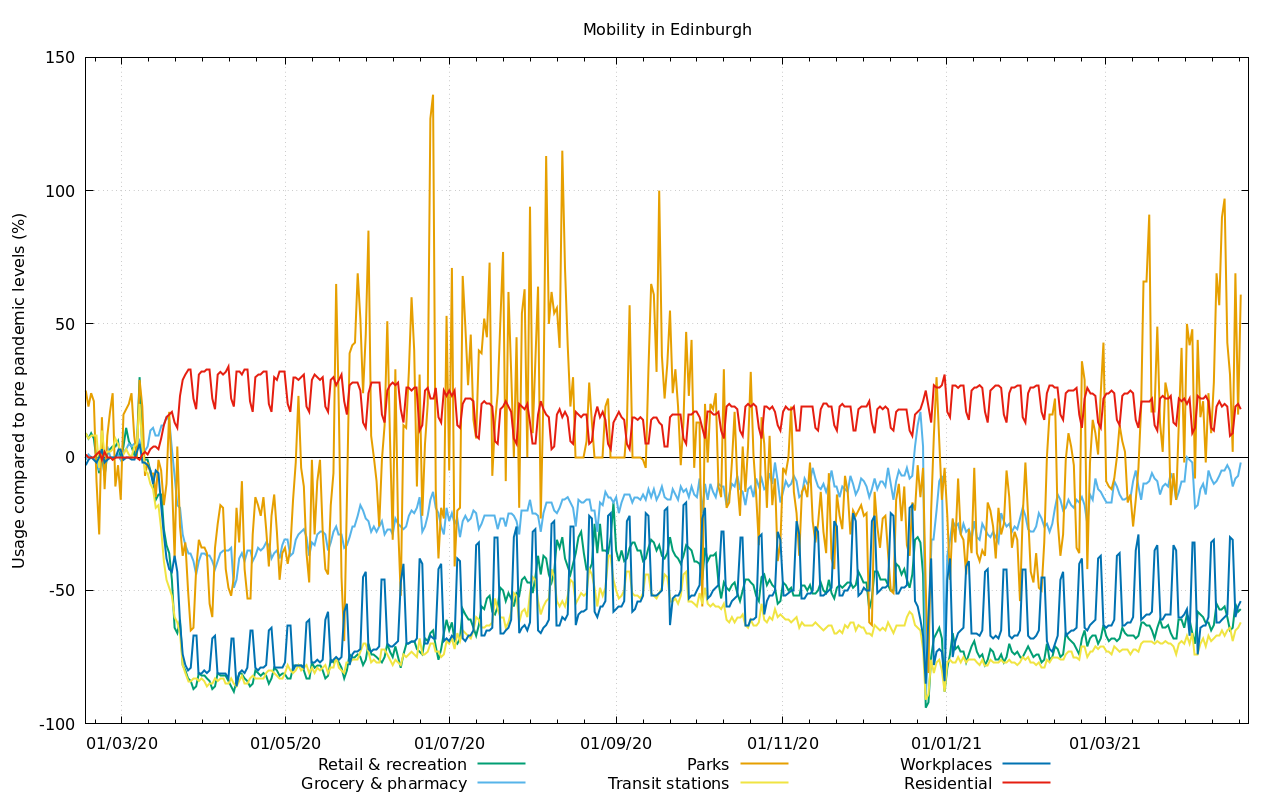 Mobility in Edinburgh
Usage compared to pre pandemic levels (%)
150
100
50
0
-50
-100
01/03/20 01/05/20 01/07/20 01/09/20 01/11/20 01/01/21 01/03/21
Retail & recreation Parks Workplaces
Grocery & pharmacy Transit stations Residential